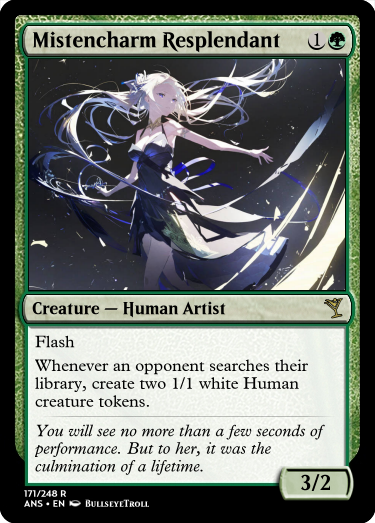 Mistencharm Resplendant 1
Creature — Human Artist
Flash
Whenever an opponent searches their
library, create two 1/1 white Human
creature tokens.
You will see no more than a few seconds of
performance. But to her, it was the
culmination of a lifetime.
3/2
171/248 R
ANS • EN BullseyeTroll